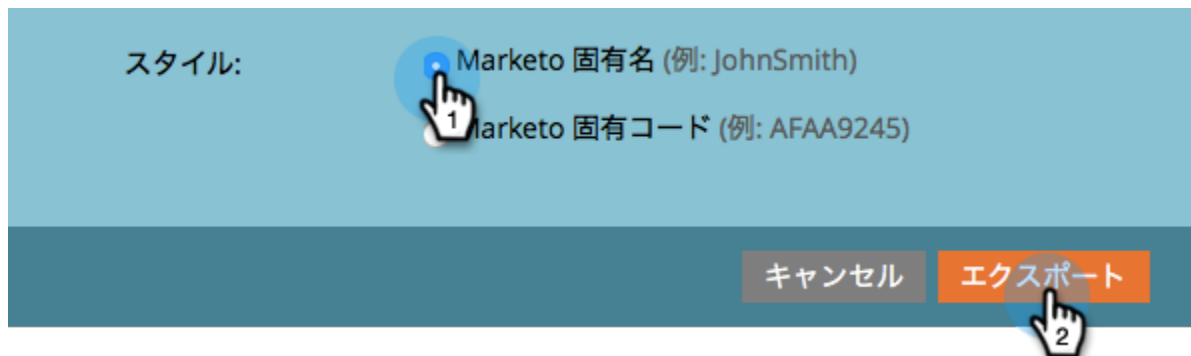 スタイル: Marketo 固有名 (例: JohnSmith)
1
Marketo 固有コード (例: AFAA9245)
キャンセル エクスポート
2